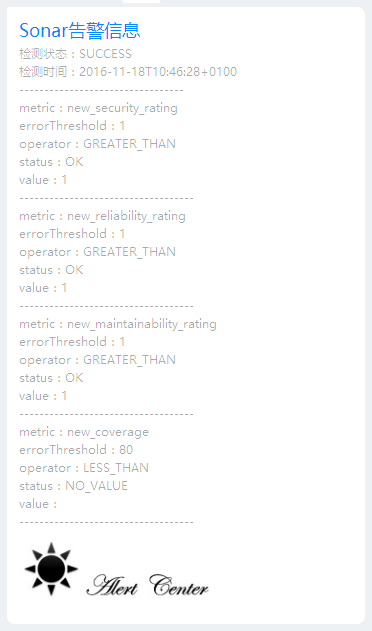 Sonar告警信息
检测状态：SUCCESS
检测时间：2016-11-18T10:46:28+0100
---------------------------------
metric：new_security_rating
errorThreshold：1
operator：GREATER_THAN
status：OK
value：1
-----------------------------------
metric：new_reliability_rating
errorThreshold：1
operator：GREATER_THAN
status：OK
value：1
-----------------------------------
metric：new_maintainability_rating
errorThreshold：1
operator：GREATER_THAN
status：OK
value：1
-----------------------------------
metric：new_coverage
errorThreshold：80
operator：LESS_THAN
status：NO_VALUE
value：
-----------------------------------
Alert Center